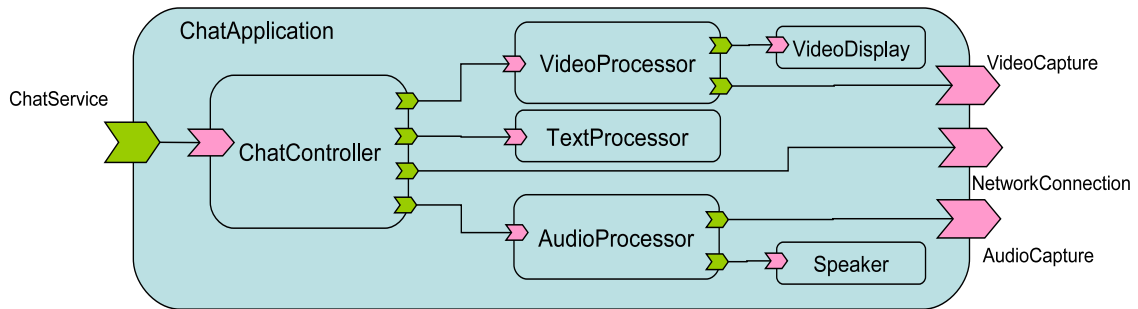 ChatApplication
VideoProcessor
VideoDisplay
VideoCapture
ChatService
ChatController
TextProcessor
NetworkConnection
AudioProcessor
Speaker
AudioCapture